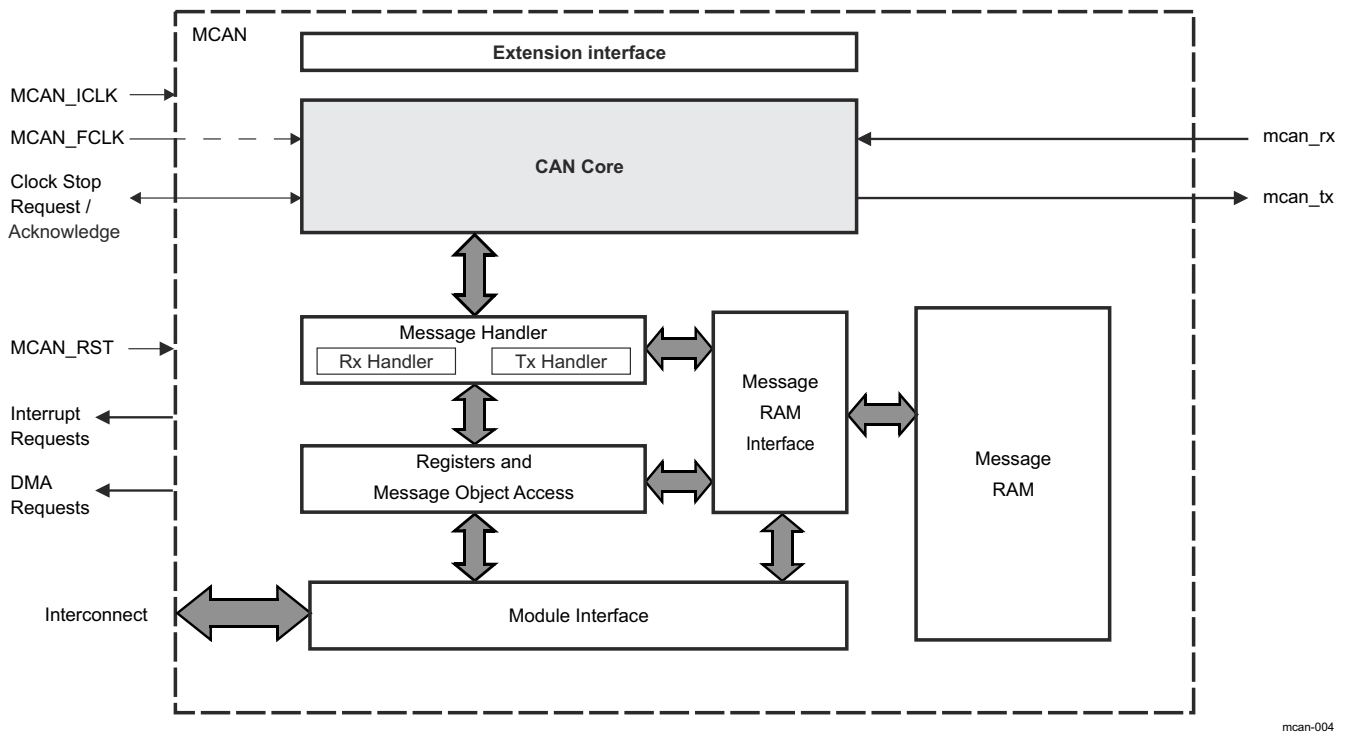 MCAN
Extension interface
MCAN_ICLK
MCAN_FCLK
mcan_rx
CAN Core
Clock Stop
Request /
Acknowledge
mcan_tx
Message Handler
Rx Handler
Tx Handler
MCAN_RST
Message
RAM
Interface
Interrupt
Requests
Registers and
Message Object Access
Message
RAM
DMA
Requests
Interconnect
Module Interface
mcan-004